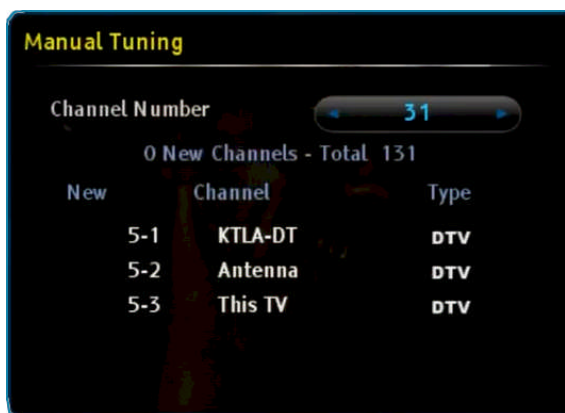 Manual Tuning
Channel Number 31
0 New Channels - Total 131
New Channel Type
5-1 KTLA-DT DTV
5-2 Antenna DTV
5-3 This TV DTV